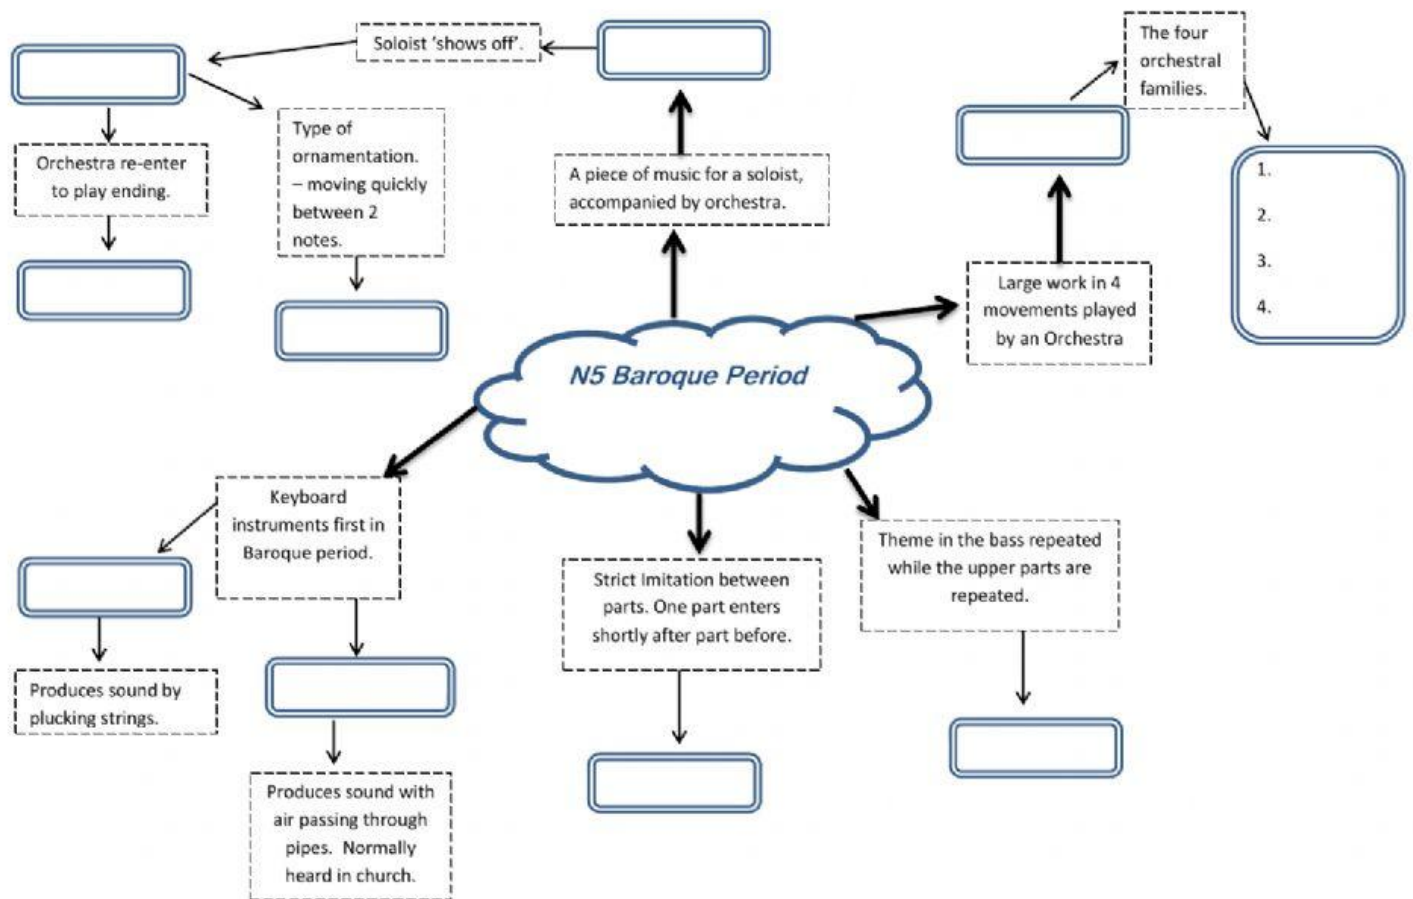 Soloist ‘shows off’.
Type of
ornamentation.
– moving quickly
between 2
notes.
Orchestra re-enter
to play ending.
A piece of music for a soloist,
accompanied by orchestra.
The four
orchestral
families.
1.
2.
3.
4.
Large work in 4
movements played
by an Orchestra
N5 Baroque Period
Keyboard
instruments first in
Baroque period.
Produces sound by
plucking strings.
Produces sound with
air passing through
pipes. Normally
heard in church.
Strict Imitation between
parts. One part enters
shortly after part before.
Theme in the bass repeated
while the upper parts are
repeated.